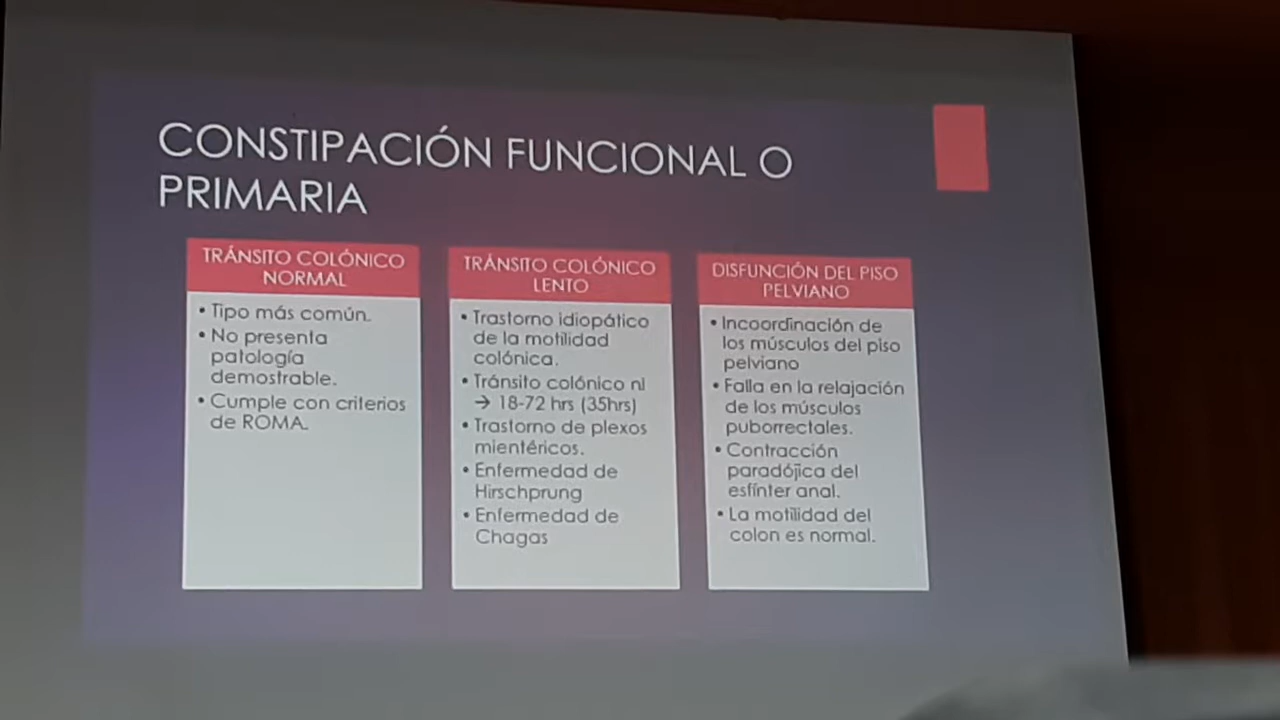 CONSTIPACIÓN FUNCIONAL O
PRIMARIA
TRÁNSITO COLÓNICO
NORMAL
• Tipo más común.
• No presenta
patología
demostrable.
• Cumple con criterios
de ROMA.
TRÁNSITO COLÓNICO
LENTO
• Trastorno idiopático
de la motilidad
colónica.
• Tránsito colónico nl
→ 18-72 hrs (35hrs)
• Trastorno de plexos
mientéricos.
• Enfermedad de
Hirschprung
• Enfermedad de
Chagas
DISFUNCIÓN DEL PISO
PELVIANO
• Incoordinación de
los músculos del piso
pelviano
• Falla en la relajación
de los músculos
puborrectales.
• Contracción
paradójica del
esfínter anal.
• La motilidad del
colon es normal.